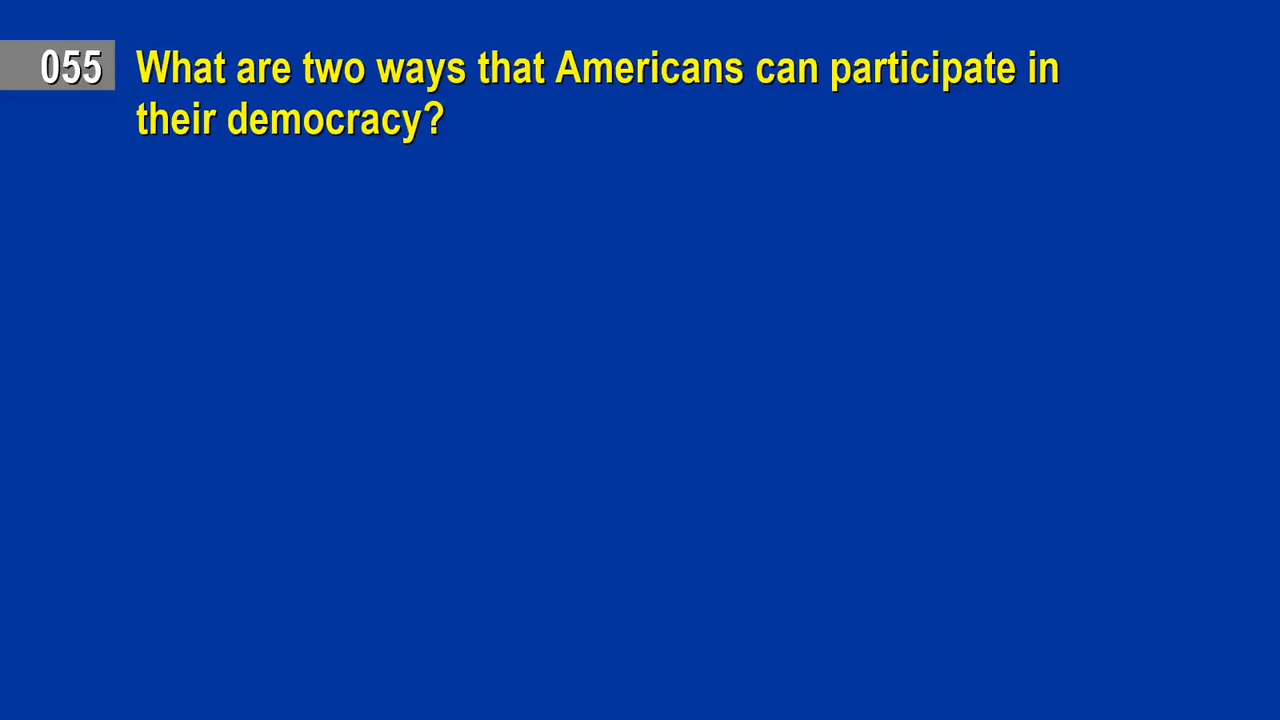 055 What are two ways that Americans can participate in
their democracy?